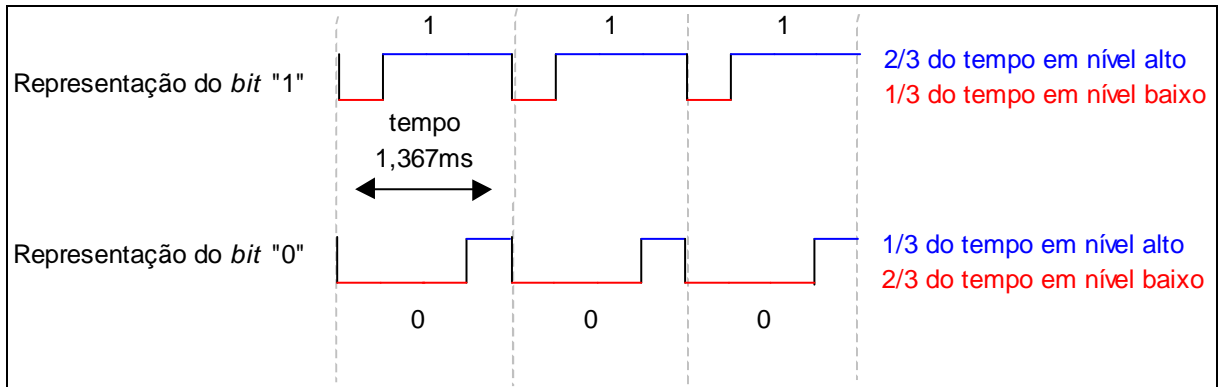 1 1 1
Representação do bit "1"
2/3 do tempo em nível alto
1/3 do tempo em nível baixo
tempo
1,367ms
Representação do bit "0"
1/3 do tempo em nível alto
2/3 do tempo em nível baixo
0 0 0